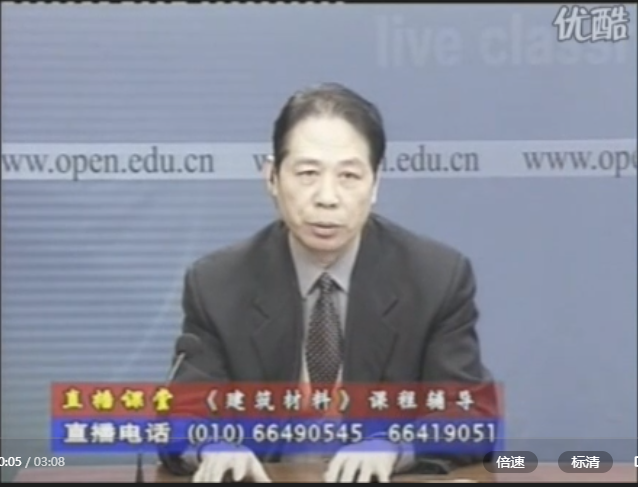 优酷
live class
www.open.edu.cn www.open.edu.cn www.op
直播课堂 《建筑材料》课程辅导
直播电话 (010) 66490545 -66419051
0:05 / 03:08
倍速
标清